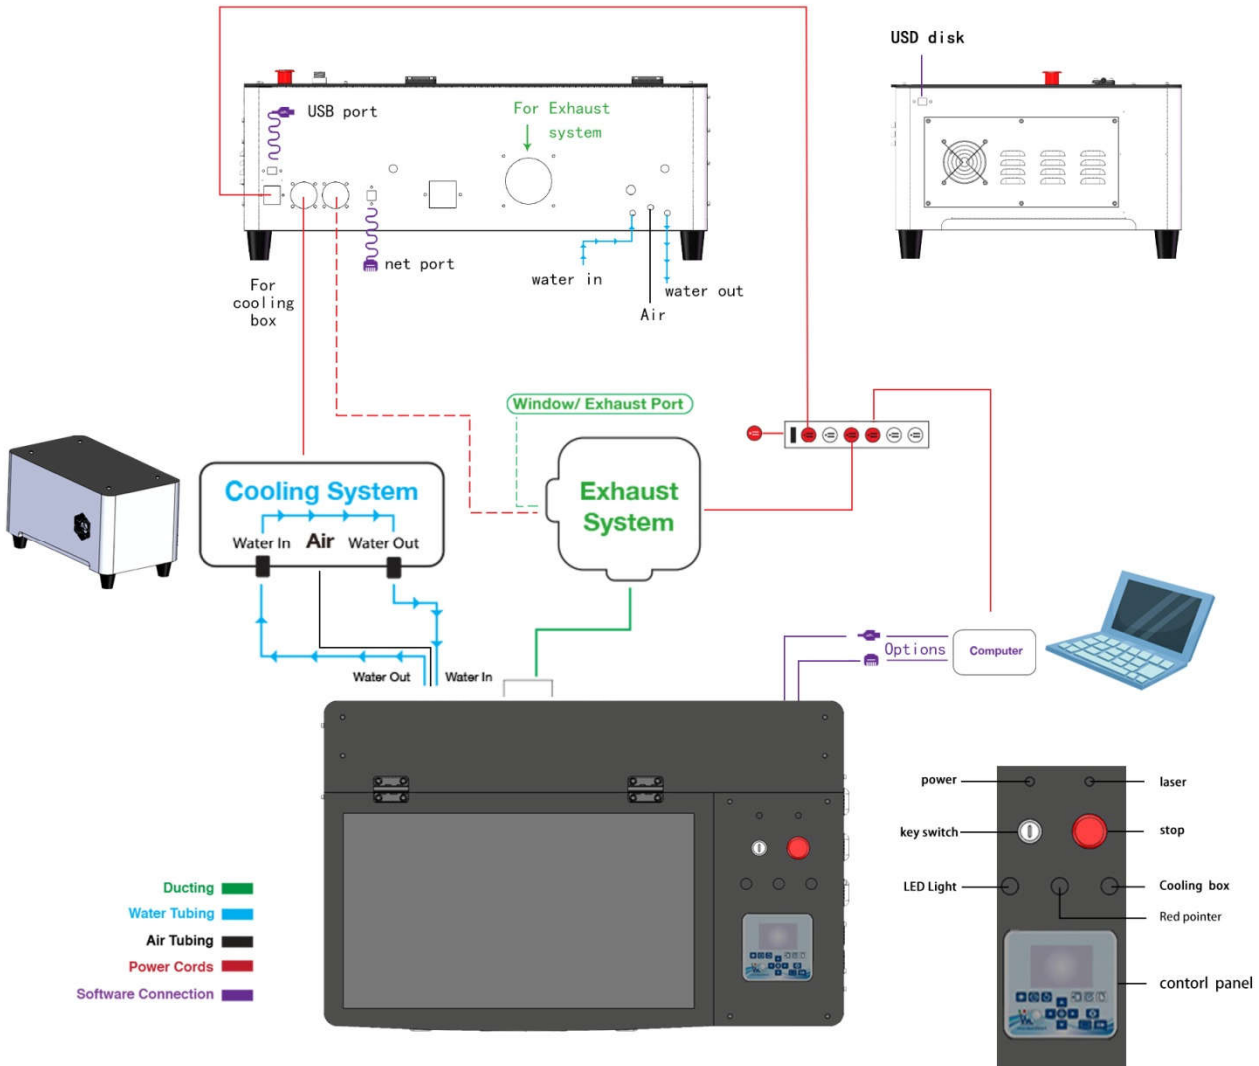 USD disk
USB port
For Exhaust
system
net port
water in
water out
Air
For
cooling
box
Window/ Exhaust Port
Cooling System
Water In
Air
Water Out
Exhaust
System
Options
Computer
Water Out
Water In
power
laser
key switch
stop
LED Light
Cooling box
Red pointer
contorl panel
Ducting
Water Tubing
Air Tubing
Power Cords
Software Connection